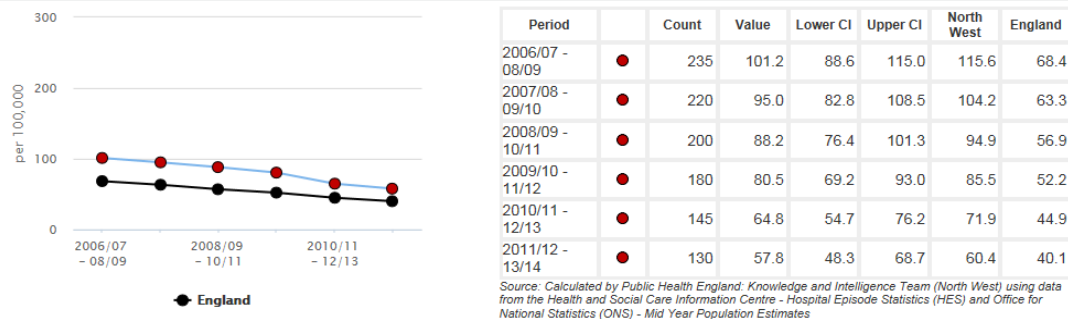 300
200
100
0
per 100,000
2006/07
– 08/09
2008/09
– 10/11
2010/11
– 12/13
England
Period Count Value Lower CI Upper CI North West England
2006/07 -
08/09 235 101.2 88.6 115.0 115.6 68.4
2007/08 -
09/10 220 95.0 82.8 108.5 104.2 63.3
2008/09 -
10/11 200 88.2 76.4 101.3 94.9 56.9
2009/10 -
11/12 180 80.5 69.2 93.0 85.5 52.2
2010/11 -
12/13 145 64.8 54.7 76.2 71.9 44.9
2011/12 -
13/14 130 57.8 48.3 68.7 60.4 40.1
Source: Calculated by Public Health England: Knowledge and Intelligence Team (North West) using data
from the Health and Social Care Information Centre - Hospital Episode Statistics (HES) and Office for
National Statistics (ONS) - Mid Year Population Estimates